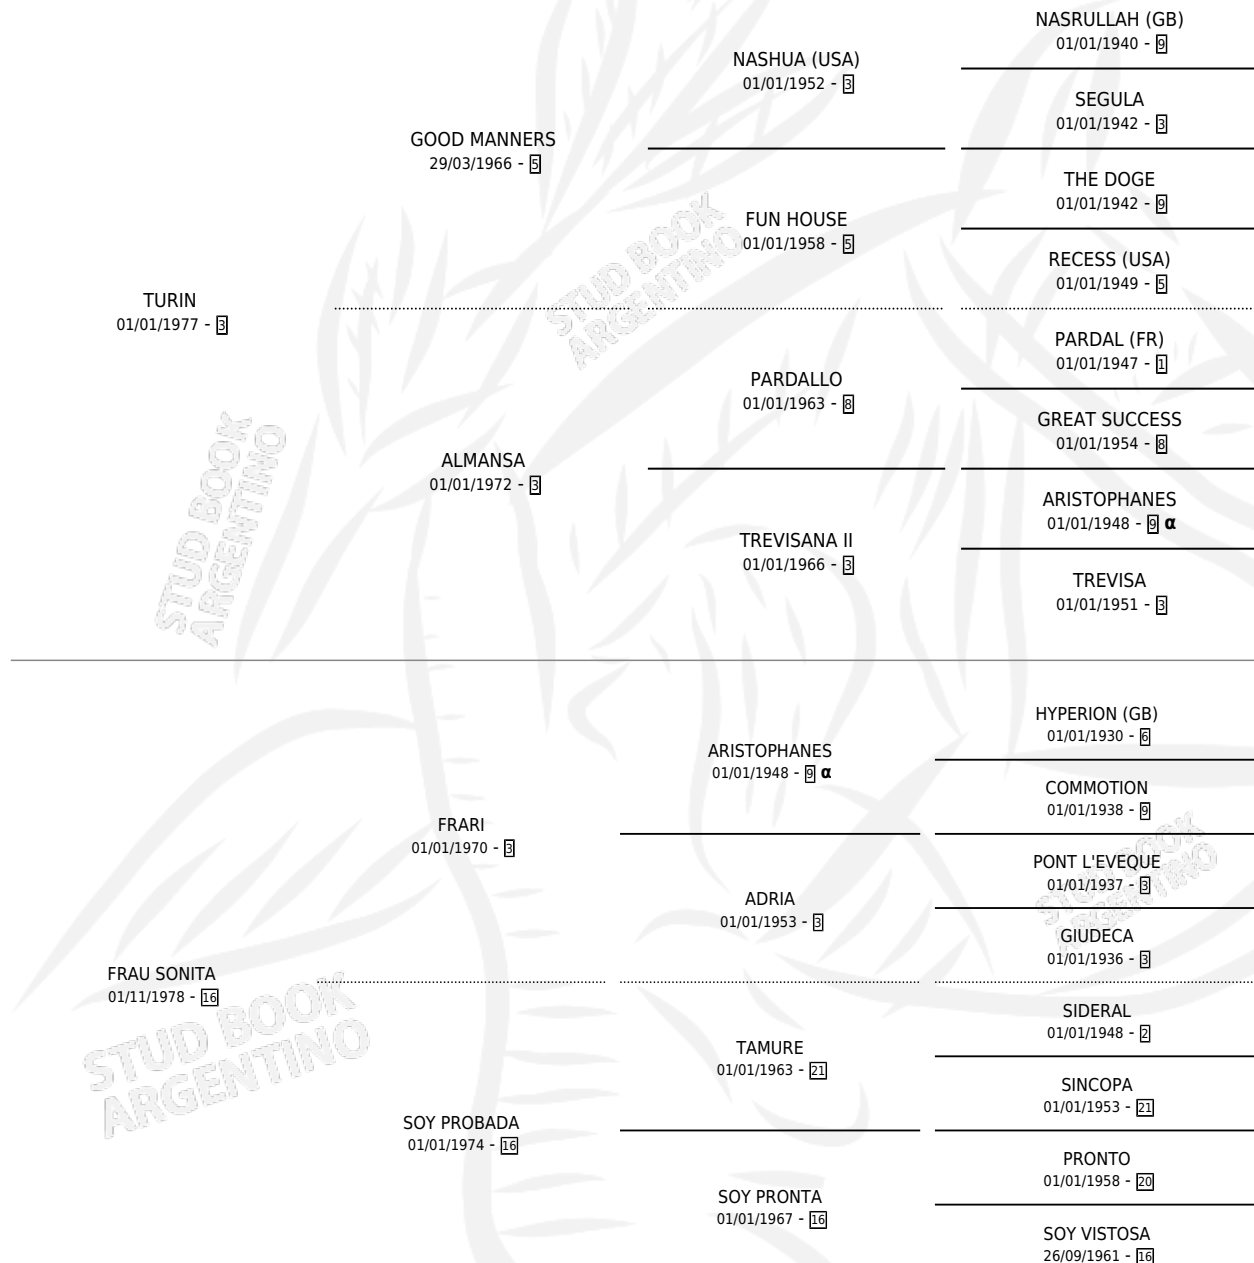 NASRULLAH (GB)
01/01/1940 - 9
NASHUA (USA)
01/01/1952 - 3
SEGULA
01/01/1942 - 3
GOOD MANNERS
29/03/1966 - 5
THE DOGE
01/01/1942 - 9
FUN HOUSE
01/01/1958 - 5
RECESS (USA)
01/01/1949 - 5
TURIN
01/01/1977 - 3
PARDAL (FR)
01/01/1947 - 1
PARDALLO
01/01/1963 - 8
GREAT SUCCESS
01/01/1954 - 8
ALMANSA
01/01/1972 - 3
ARISTOPHANES
01/01/1948 - 9 α
TREVISANA II
01/01/1966 - 3
TREVISA
01/01/1951 - 3
HYPERION (GB)
01/01/1930 - 6
ARISTOPHANES
01/01/1948 - 9 α
COMMOTION
01/01/1938 - 9
FRARI
01/01/1970 - 3
PONT L'EVEQUE
01/01/1937 - 3
ADRIA
01/01/1953 - 3
GIUDECA
01/01/1936 - 3
FRAU SONITA
01/11/1978 - 16
SIDERAL
01/01/1948 - 2
TAMURE
01/01/1963 - 21
SINCOPA
01/01/1953 - 21
SOY PROBADA
01/01/1974 - 16
PRONTO
01/01/1958 - 20
SOY PRONTA
01/01/1967 - 16
SOY VISTOSA
26/09/1961 - 16
STUD BOOK
ARGENTINO
STUD BOOK
ARGENTINO
STUD BOOK
ARGENTINO
STUD BOOK
ARGENTINO